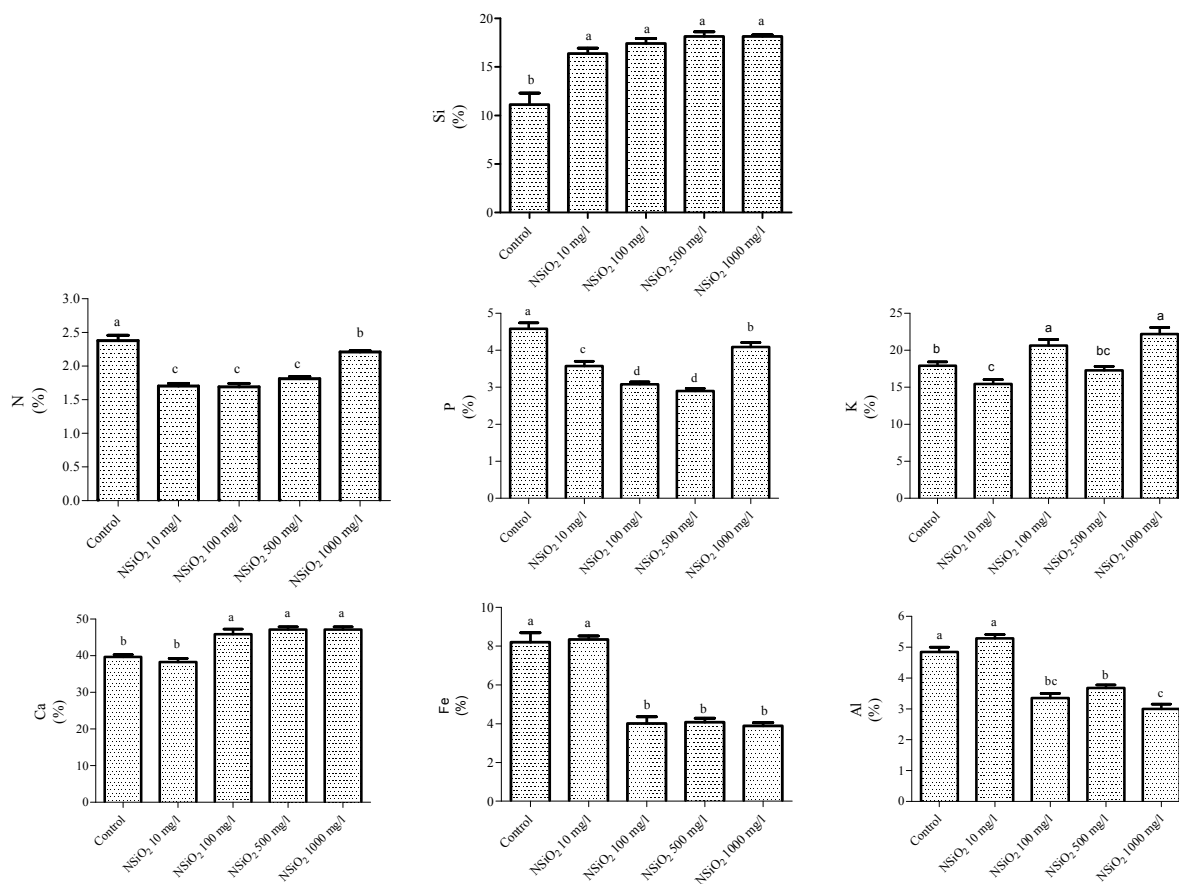 Si
(%)
20
15
10
5
0
b
a
a
a
a
Control
NSiO₂ 10 mg/l
NSiO₂ 100 mg/l
NSiO₂ 500 mg/l
NSiO₂ 1000 mg/l
N
(%)
3.0
2.5
2.0
1.5
1.0
0.5
0.0
a
c
c
c
b
Control
NSiO₂ 10 mg/l
NSiO₂ 100 mg/l
NSiO₂ 500 mg/l
NSiO₂ 1000 mg/l
P
(%)
5
4
3
2
1
0
a
c
d
d
b
Control
NSiO₂ 10 mg/l
NSiO₂ 100 mg/l
NSiO₂ 500 mg/l
NSiO₂ 1000 mg/l
K
(%)
25
20
15
10
5
0
b
c
a
bc
a
Control
NSiO₂ 10 mg/l
NSiO₂ 100 mg/l
NSiO₂ 500 mg/l
NSiO₂ 1000 mg/l
Ca
(%)
50
40
30
20
10
0
b
b
a
a
a
Control
NSiO₂ 10 mg/l
NSiO₂ 100 mg/l
NSiO₂ 500 mg/l
NSiO₂ 1000 mg/l
Fe
(%)
10
8
6
4
2
0
a
a
b
b
b
Control
NSiO₂ 10 mg/l
NSiO₂ 100 mg/l
NSiO₂ 500 mg/l
NSiO₂ 1000 mg/l
Al
(%)
6
5
4
3
2
1
0
a
a
bc
b
c
Control
NSiO₂ 10 mg/l
NSiO₂ 100 mg/l
NSiO₂ 500 mg/l
NSiO₂ 1000 mg/l